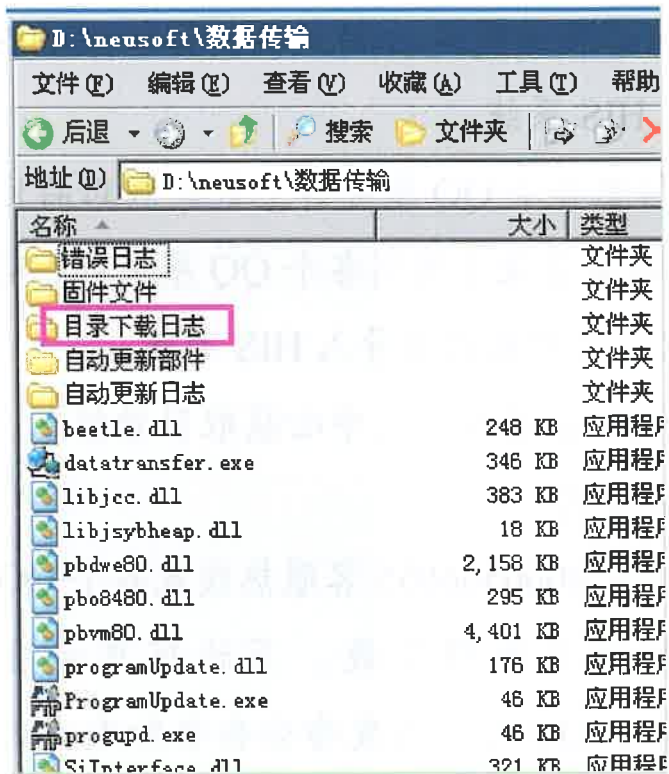 D:\neusoft\数据传输
文件(F) 编辑(E) 查看(V) 收藏(A) 工具(T) 帮助
后退 搜索 文件夹
地址(D) D:\neusoft\数据传输
名称 大小 类型
错误日志 文件夹
固件文件 文件夹
目录下载日志 文件夹
自动更新部件 文件夹
自动更新日志 文件夹
beetle.dll 248 KB 应用程序
datatransfer.exe 346 KB 应用程序
libjcc.dll 383 KB 应用程序
libjsybheap.dll 18 KB 应用程序
pbdwe80.dll 2,158 KB 应用程序
pbo8480.dll 295 KB 应用程序
pbvm80.dll 4,401 KB 应用程序
programUpdate.dll 176 KB 应用程序
ProgramUpdate.exe 46 KB 应用程序
progupd.exe 46 KB 应用程序
SiInterface.dll 321 KB 应用程序